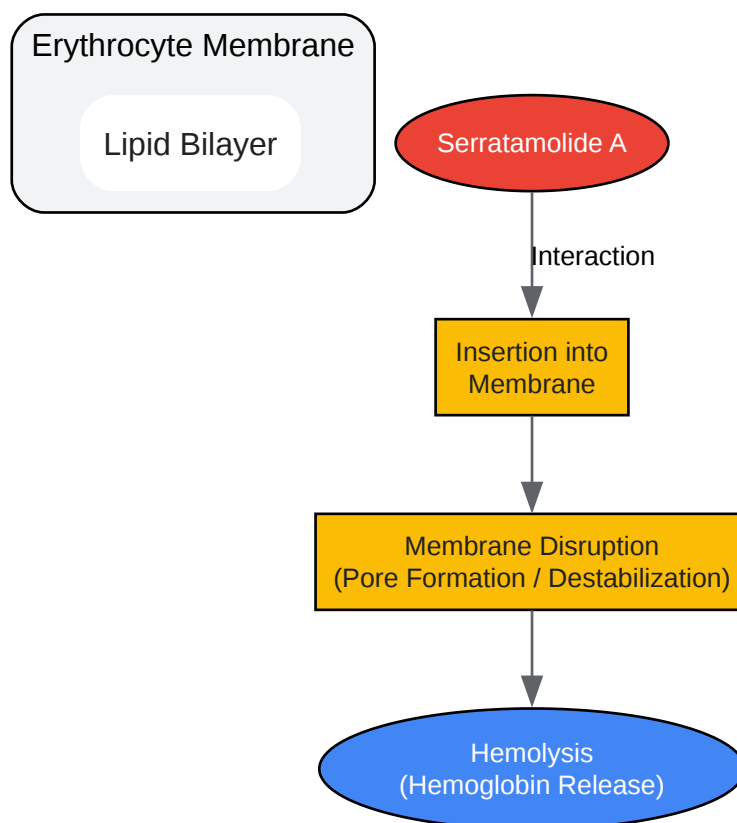 Erythrocyte Membrane
Lipid Bilayer
Serratamolide A
Interaction
Insertion into
Membrane
Membrane Disruption
(Pore Formation / Destabilization)
Hemolysis
(Hemoglobin Release)